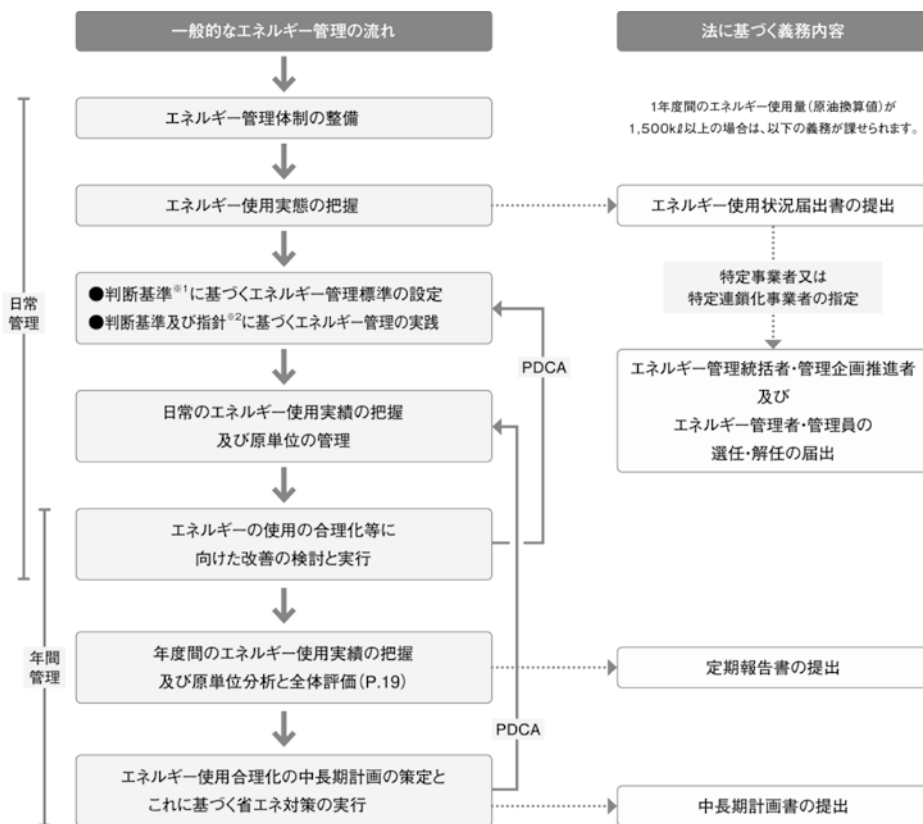 一般的なエネルギー管理の流れ
法に基づく義務内容
エネルギー管理体制の整備
1年度間のエネルギー使用量(原油換算値)が
1,500kℓ以上の場合は、以下の義務が課せられます。
エネルギー使用実態の把握
エネルギー使用状況届出書の提出
特定事業者又は
特定連鎖化事業者の指定
日常
管理
●判断基準※1に基づくエネルギー管理標準の設定
●判断基準及び指針※2に基づくエネルギー管理の実践
PDCA
エネルギー管理統括者・管理企画推進者
及び
エネルギー管理者・管理員の
選任・解任の届出
日常のエネルギー使用実績の把握
及び原単位の管理
エネルギーの使用の合理化等に
向けた改善の検討と実行
年間
管理
年度間のエネルギー使用実績の把握
及び原単位分析と全体評価(P.19)
定期報告書の提出
PDCA
エネルギー使用合理化の中長期計画の策定と
これに基づく省エネ対策の実行
中長期計画書の提出